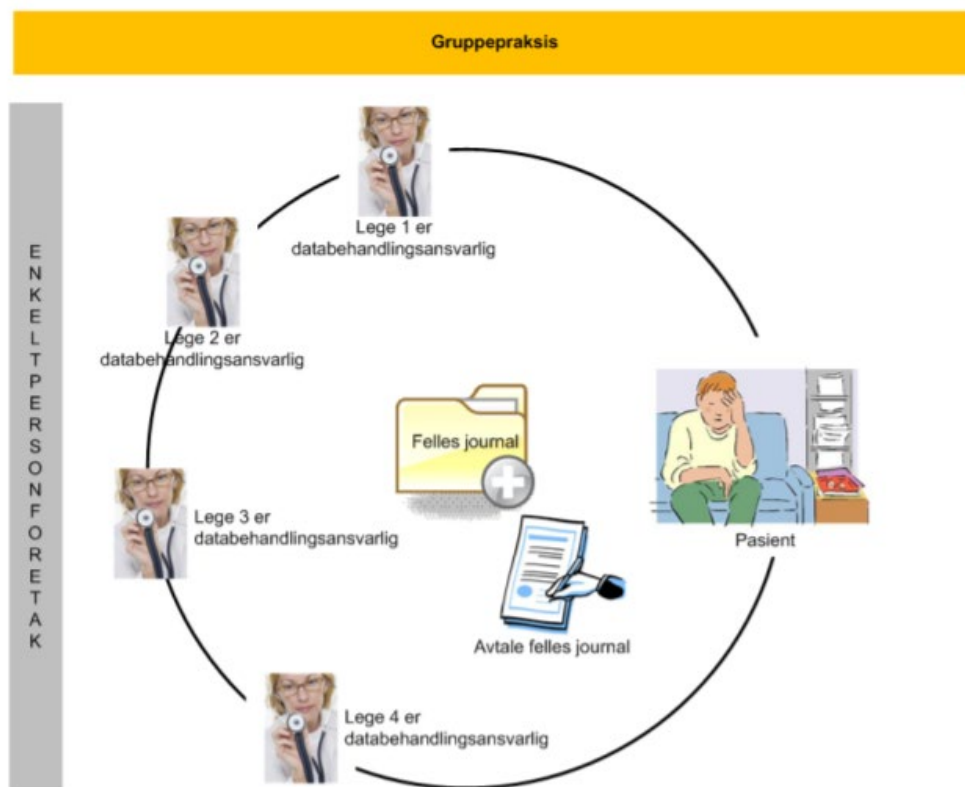 Gruppepraksis
ENKELTPERSONFORETAK
Lege 1 er
databehandlingsansvarlig
Lege 2 er
databehandlingsansvarlig
Felles journal
Lege 3 er
databehandlingsansvarlig
Pasient
Avtale felles journal
Lege 4 er
databehandlingsansvarlig